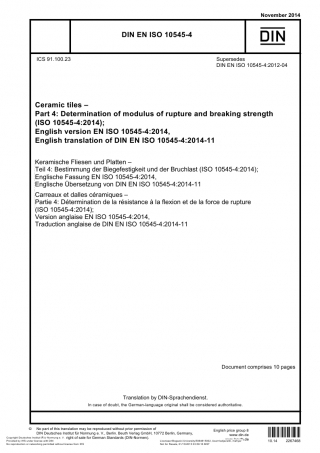 November 2014
DIN EN ISO 10545-4
DIN
ICS 91.100.23
Supersedes
DIN EN ISO 10545-4:2012-04
Ceramic tiles –
Part 4: Determination of modulus of rupture and breaking strength
(ISO 10545-4:2014);
English version EN ISO 10545-4:2014,
English translation of DIN EN ISO 10545-4:2014-11
Keramische Fliesen und Platten –
Teil 4: Bestimmung der Biegefestigkeit und der Bruchlast (ISO 10545-4:2014);
Englische Fassung EN ISO 10545-4:2014,
Englische Übersetzung von DIN EN ISO 10545-4:2014-11
Carreaux et dalles céramiques –
Partie 4: Détermination de la résistance à la flexion et de la force de rupture
(ISO 10545-4:2014);
Version anglaise EN ISO 10545-4:2014,
Traduction anglaise de DIN EN ISO 10545-4:2014-11
Document comprises 10 pages
Translation by DIN-Sprachendienst.
In case of doubt, the German-language original shall be considered authoritative.
© No part of this translation may be reproduced without prior permission of
DIN Deutsches Institut für Normung e. V., Berlin. Beuth Verlag GmbH, 10772 Berlin, Germany,
right of sale for German Standards (DIN-Normen).
English price group 8
www.din.de